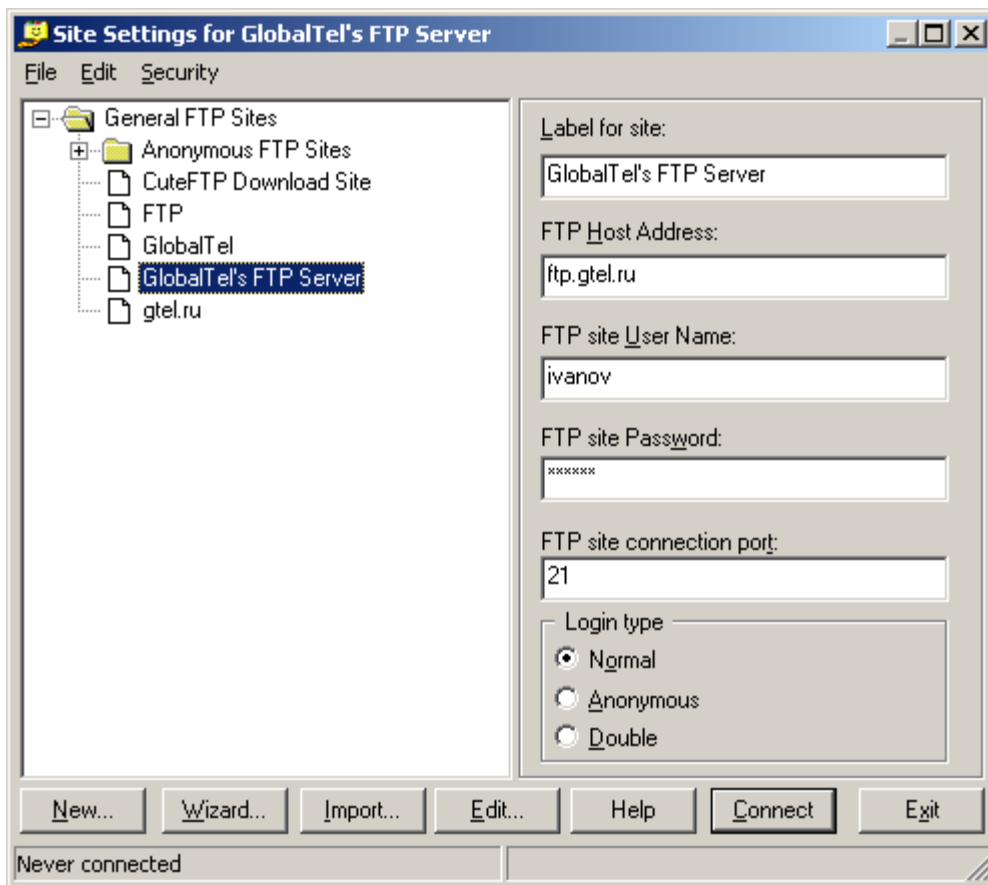 Site Settings for GlobalTel's FTP Server
File Edit Security
General FTP Sites
Anonymous FTP Sites
CuteFTP Download Site
FTP
GlobalTel
GlobalTel's FTP Server
gtel.ru
Label for site:
GlobalTel's FTP Server
FTP Host Address:
ftp.gtel.ru
FTP site User Name:
ivanov
FTP site Password:
******
FTP site connection port:
21
Login type
Normal
Anonymous
Double
New... Wizard... Import... Edit... Help Connect Exit
Never connected